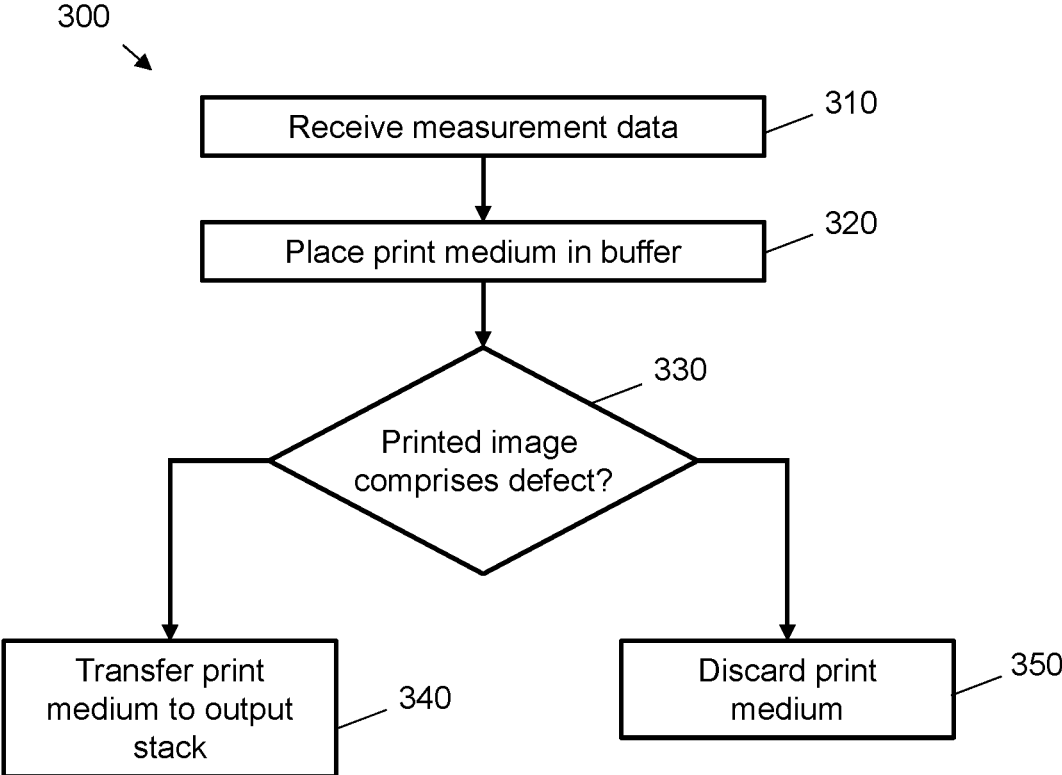 300
310
Receive measurement data
320
Place print medium in buffer
330
Printed image
comprises defect?
Transfer print
medium to output
stack
340
Discard print
medium
350